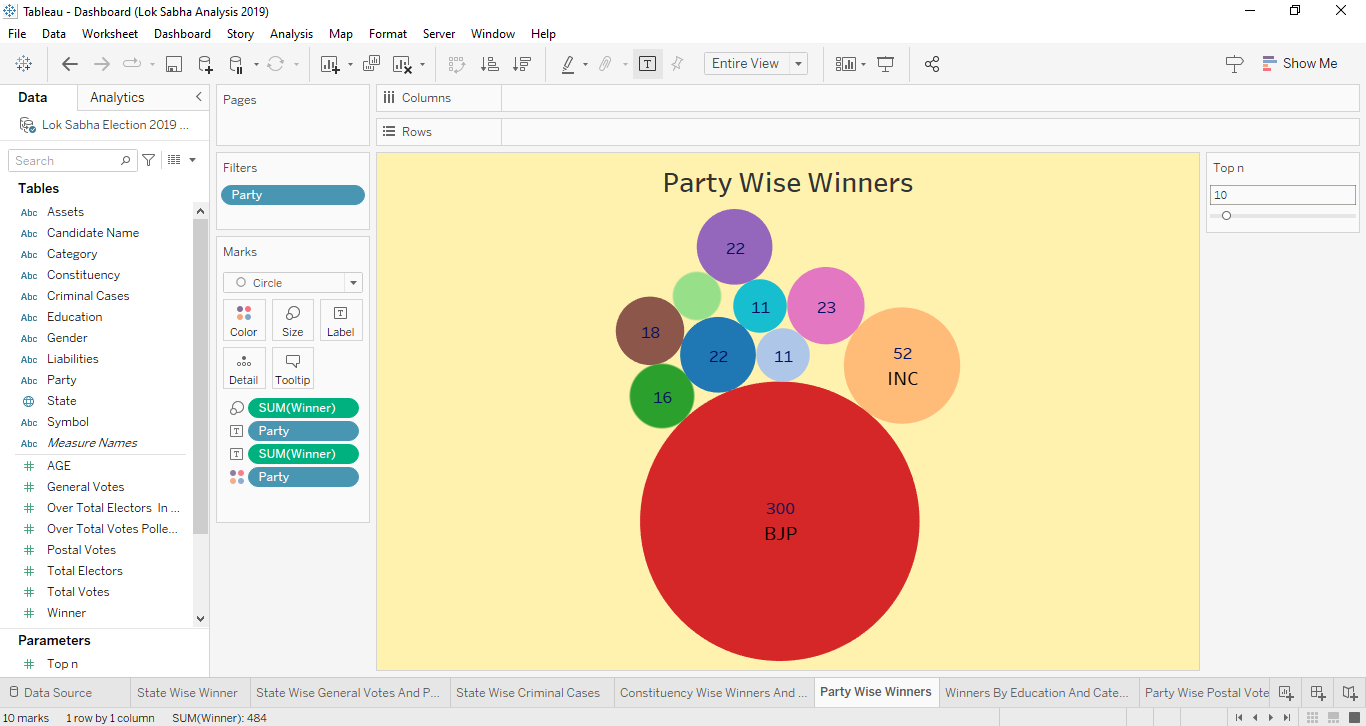 Tableau - Dashboard (Lok Sabha Analysis 2019)
File Data Worksheet Dashboard Story Analysis Map Format Server Window Help
Entire View
Show Me
Data Analytics
Lok Sabha Election 2019 ...
Search
Tables
Abc Assets
Abc Candidate Name
Abc Category
Abc Constituency
Abc Criminal Cases
Abc Education
Abc Gender
Abc Liabilities
Abc Party
State
Abc Symbol
Abc Measure Names
AGE
General Votes
Over Total Electors In ...
Over Total Votes Polle...
Postal Votes
Total Electors
Total Votes
Winner
Parameters
Top n
Pages
Filters
Party
Marks
Circle
Color Size Label
Detail Tooltip
SUM(Winner)
Party
SUM(Winner)
Party
Columns
Rows
Party Wise Winners
22
11
23
18
22
11
52
INC
16
300
BJP
Top n
10
Data Source State Wise Winner State Wise General Votes And P... State Wise Criminal Cases Constituency Wise Winners And ... Party Wise Winners Winners By Education And Cate... Party Wise Postal Vote
10 marks 1 row by 1 column SUM(Winner): 484